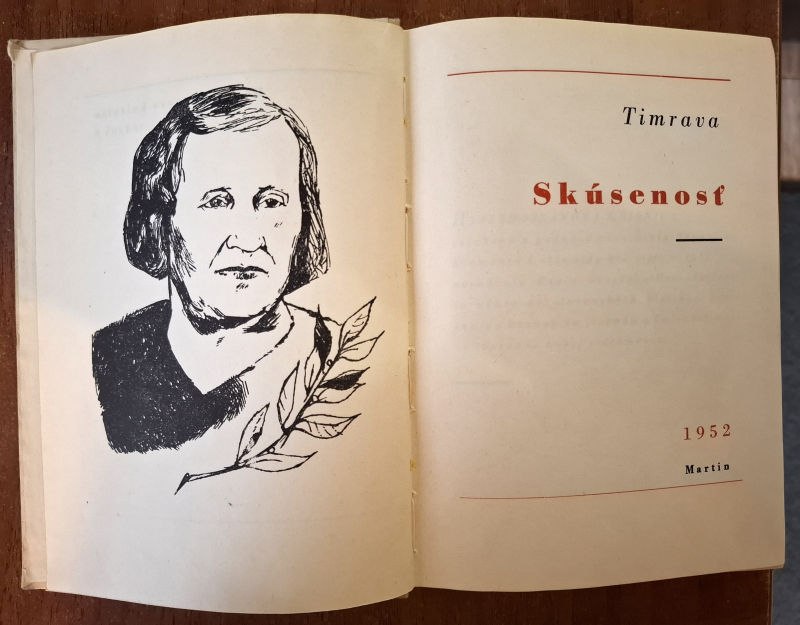 Timrava
Skúsenosť
1952
Martin